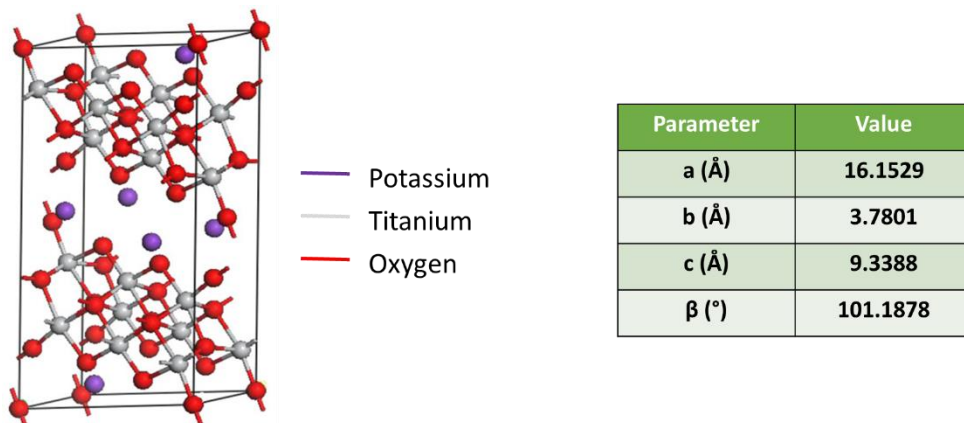 Potassium
Titanium
Oxygen
Parameter Value
a (Å) 16.1529
b (Å) 3.7801
c (Å) 9.3388
β (°) 101.1878